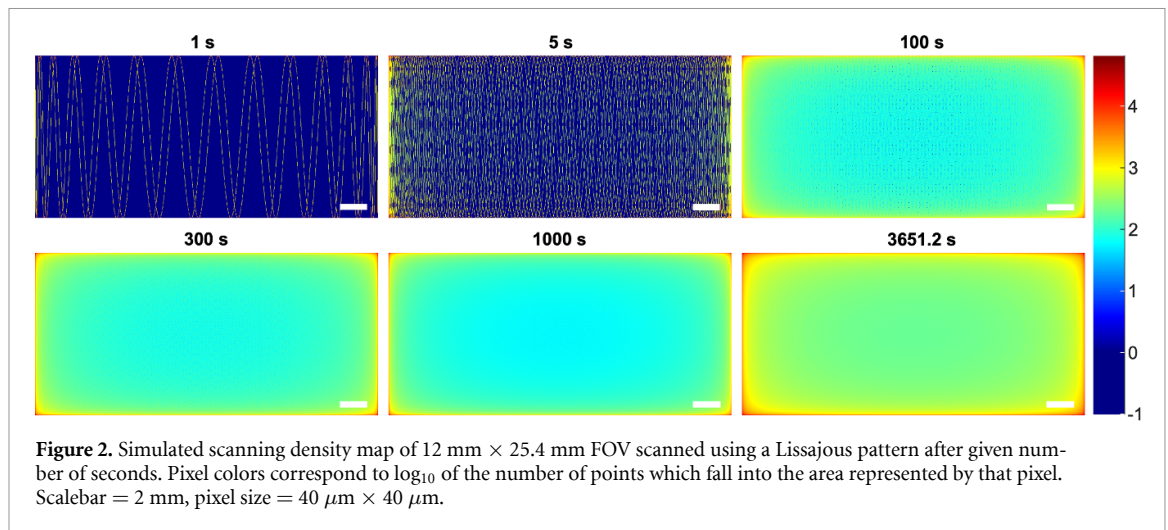 1 s
5 s
100 s
300 s
1000 s
3651.2 s
4
3
2
1
0
-1
Figure 2. Simulated scanning density map of 12 mm × 25.4 mm FOV scanned using a Lissajous pattern after given num-
ber of seconds. Pixel colors correspond to log₁₀ of the number of points which fall into the area represented by that pixel.
Scalebar = 2 mm, pixel size = 40 μm × 40 μm.